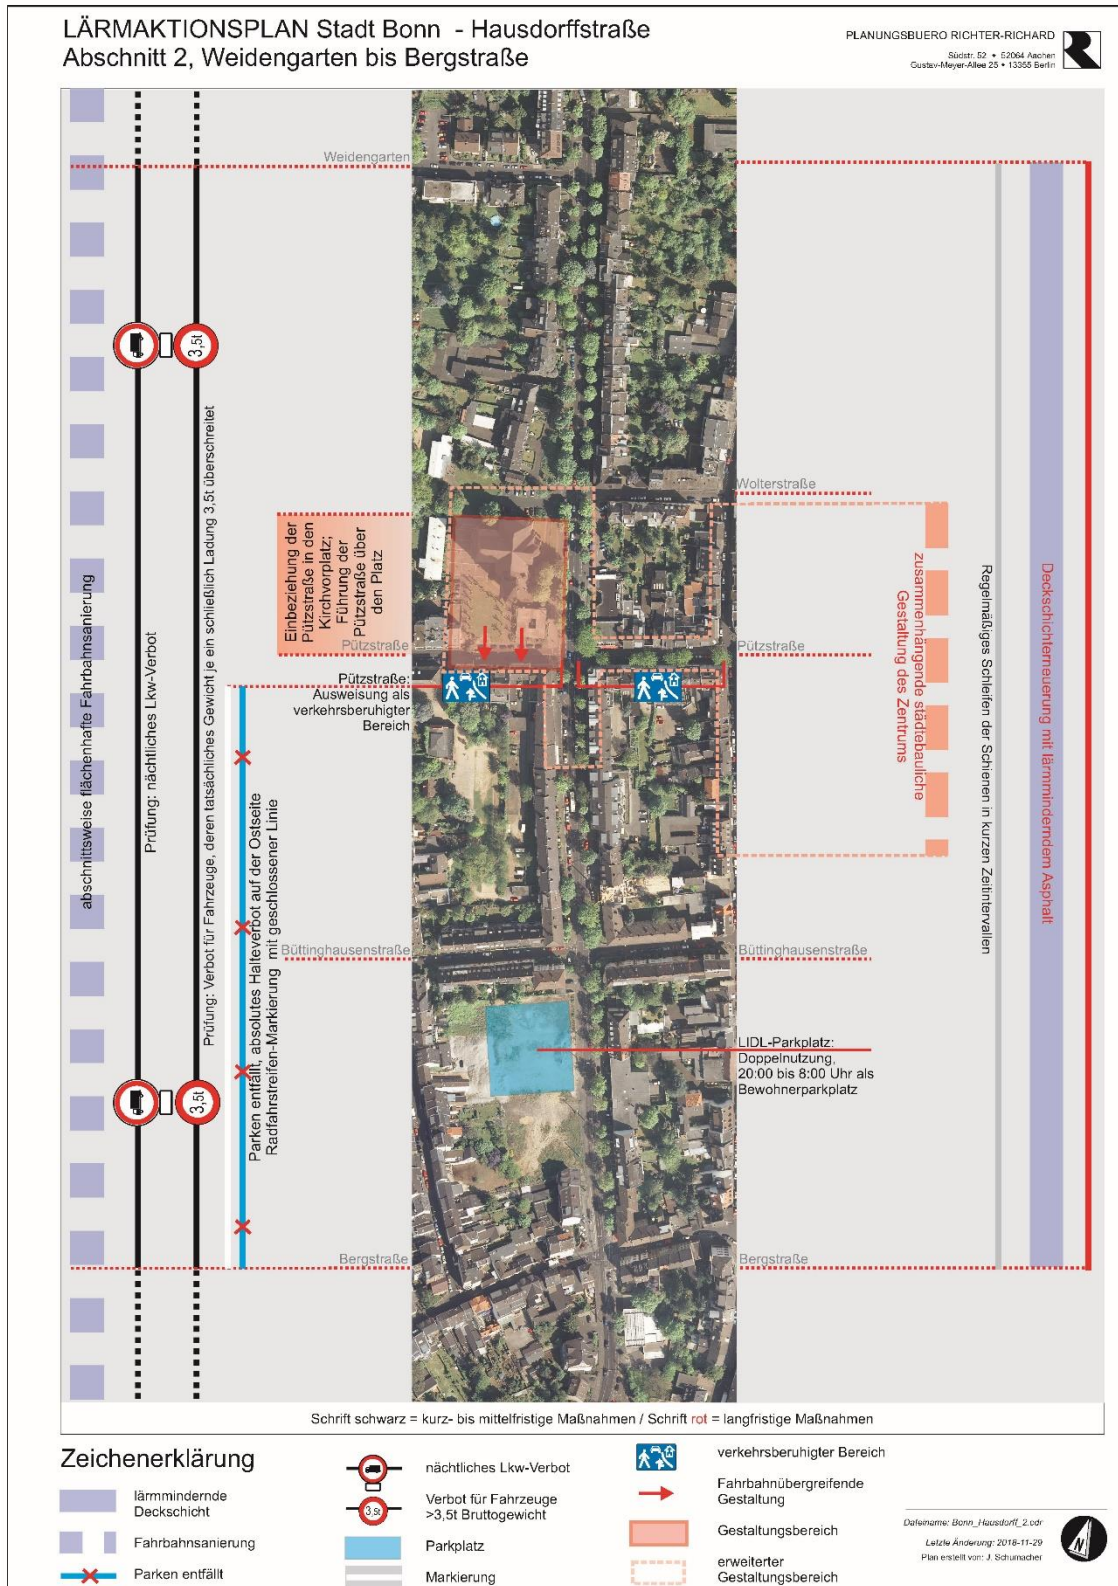 LÄRMAKTIONSPLAN Stadt Bonn - Hausdorffstraße
Abschnitt 2, Weidengarten bis Bergstraße
PLANUNGSBUERO RICHTER-RICHARD
Südstr. 52 • 52064 Aachen
Gustav-Meyer-Allee 25 • 13355 Berlin
abschnittsweise flächenhafte Fahrbahnsanierung
Prüfung: nächtliches Lkw-Verbot
Prüfung: Verbot für Fahrzeuge, deren tatsächliches Gewicht je ein schließlich Ladung 3,5t überschreitet
3,5t
3,5t
Parken entfällt, absolutes Halteverbot auf der Ostseite
Radfahrstreifen-Markierung mit geschlossener Linie
Weidengarten
Einbeziehung der
Pützstraße in den
Kirchvorplatz;
Führung der
Pützstraße über
den Platz
Pützstraße
Pützstraße:
Ausweisung als
verkehrsberuhigter
Bereich
Büttinghausenstraße
Bergstraße
Wolterstraße
Pützstraße
Büttinghausenstraße
LIDL-Parkplatz:
Doppelnutzung,
20:00 bis 8:00 Uhr als
Bewohnerparkplatz
Bergstraße
zusammenhängende städtebauliche
Gestaltung des Zentrums
Regelmäßiges Schleifen der Schienen in kurzen Zeitintervallen
Deckschichterneuerung mit lärmminderndem Asphalt
Schrift schwarz = kurz- bis mittelfristige Maßnahmen / Schrift rot = langfristige Maßnahmen
Zeichenerklärung
lärmmindernde
Deckschicht
Fahrbahnsanierung
Parken entfällt
nächtliches Lkw-Verbot
3,5t
Verbot für Fahrzeuge
>3,5t Bruttogewicht
Parkplatz
Markierung
verkehrsberuhigter Bereich
Fahrbahnübergreifende
Gestaltung
Gestaltungsbereich
erweiterter
Gestaltungsbereich
Dateiname: Bonn_Hausdorff_2.cdr
Letzte Änderung: 2018-11-29
Plan erstellt von: J. Schumacher
N